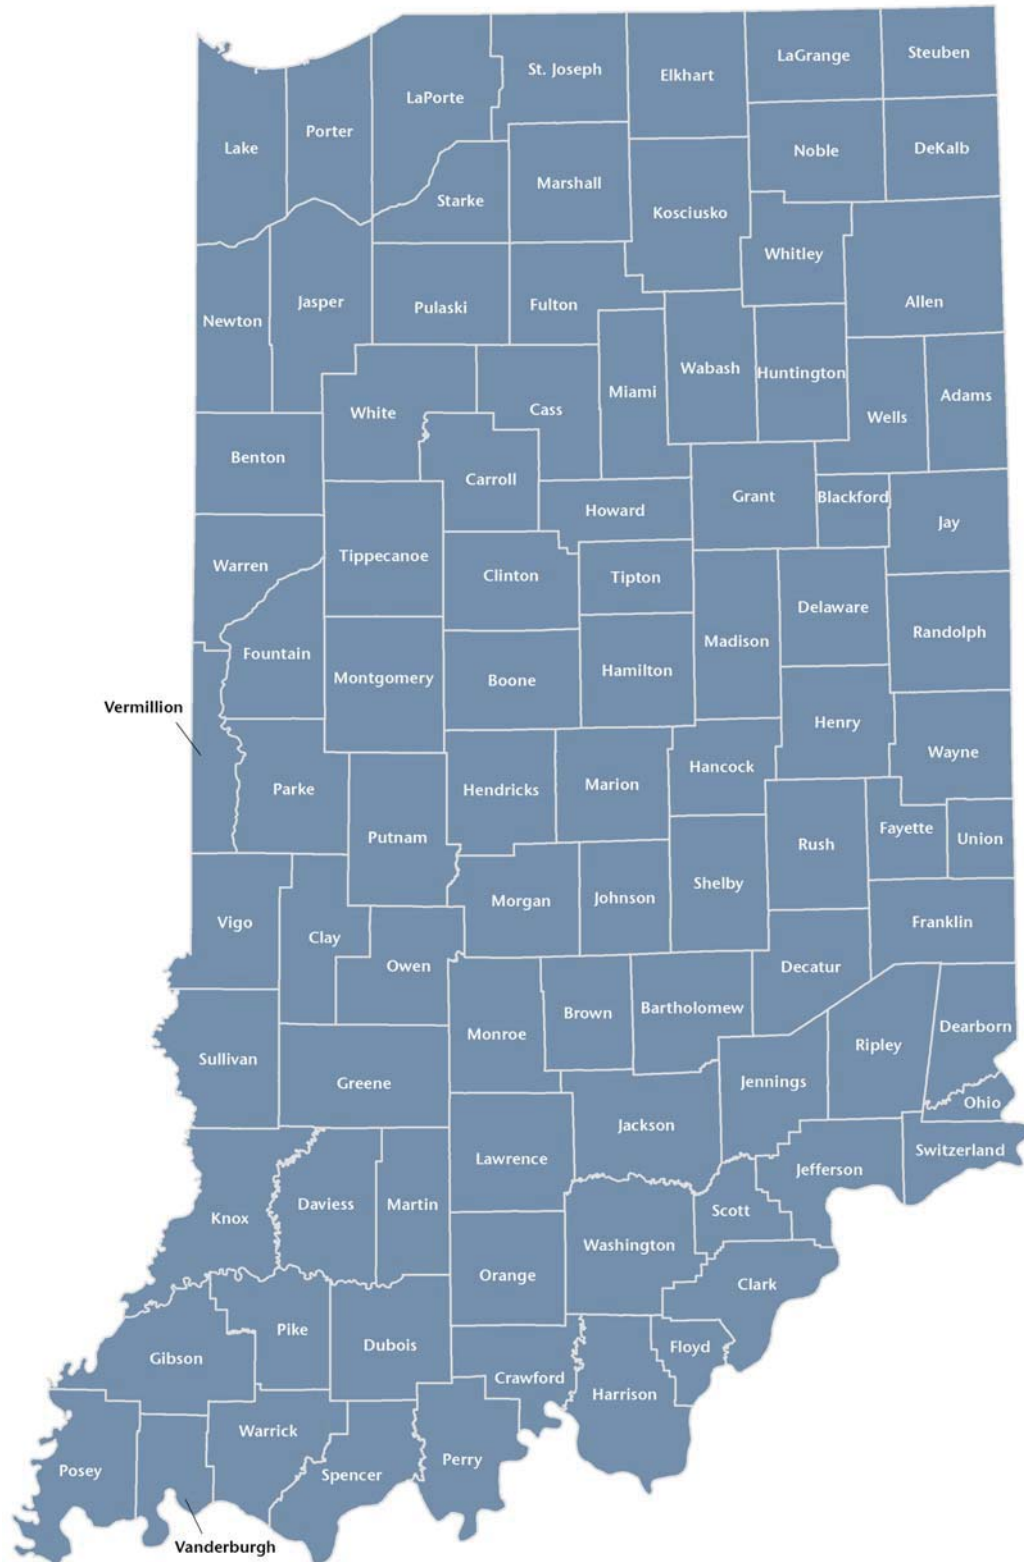 Steuben
LaGrange
St. Joseph
Elkhart
LaPorte
Porter
Lake
Noble
DeKalb
Marshall
Starke
Kosciusko
Whitley
Allen
Jasper
Pulaski
Fulton
Newton
Wabash
Huntington
Miami
Adams
White
Cass
Wells
Benton
Carroll
Grant
Blackford
Howard
Jay
Warren
Tippecanoe
Clinton
Tipton
Delaware
Randolph
Madison
Fountain
Montgomery
Boone
Hamilton
Vermillion
Henry
Wayne
Hancock
Parke
Hendricks
Marion
Putnam
Rush
Fayette
Union
Shelby
Morgan
Johnson
Vigo
Clay
Franklin
Owen
Decatur
Brown
Bartholomew
Monroe
Dearborn
Ripley
Sullivan
Greene
Jennings
Ohio
Jackson
Lawrence
Switzerland
Jefferson
Knox
Daviess
Martin
Scott
Washington
Orange
Clark
Pike
Dubois
Floyd
Gibson
Crawford
Harrison
Warrick
Posey
Spencer
Perry
Vanderburgh